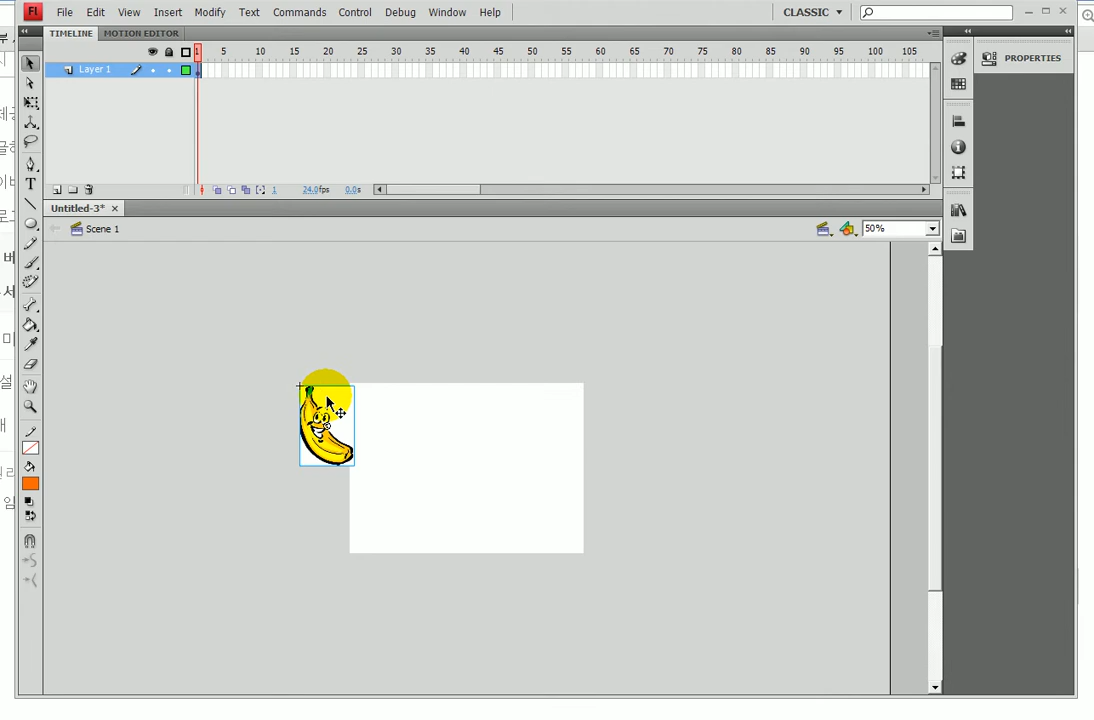 Fl File Edit View Insert Modify Text Commands Control Debug Window Help CLASSIC
TIMELINE MOTION EDITOR
1 5 10 15 20 25 30 35 40 45 50 55 60 65 70 75 80 85 90 95 100 105
PROPERTIES
Layer 1
1 24.0fps 0.0s
Untitled-3*
Scene 1
50%
T